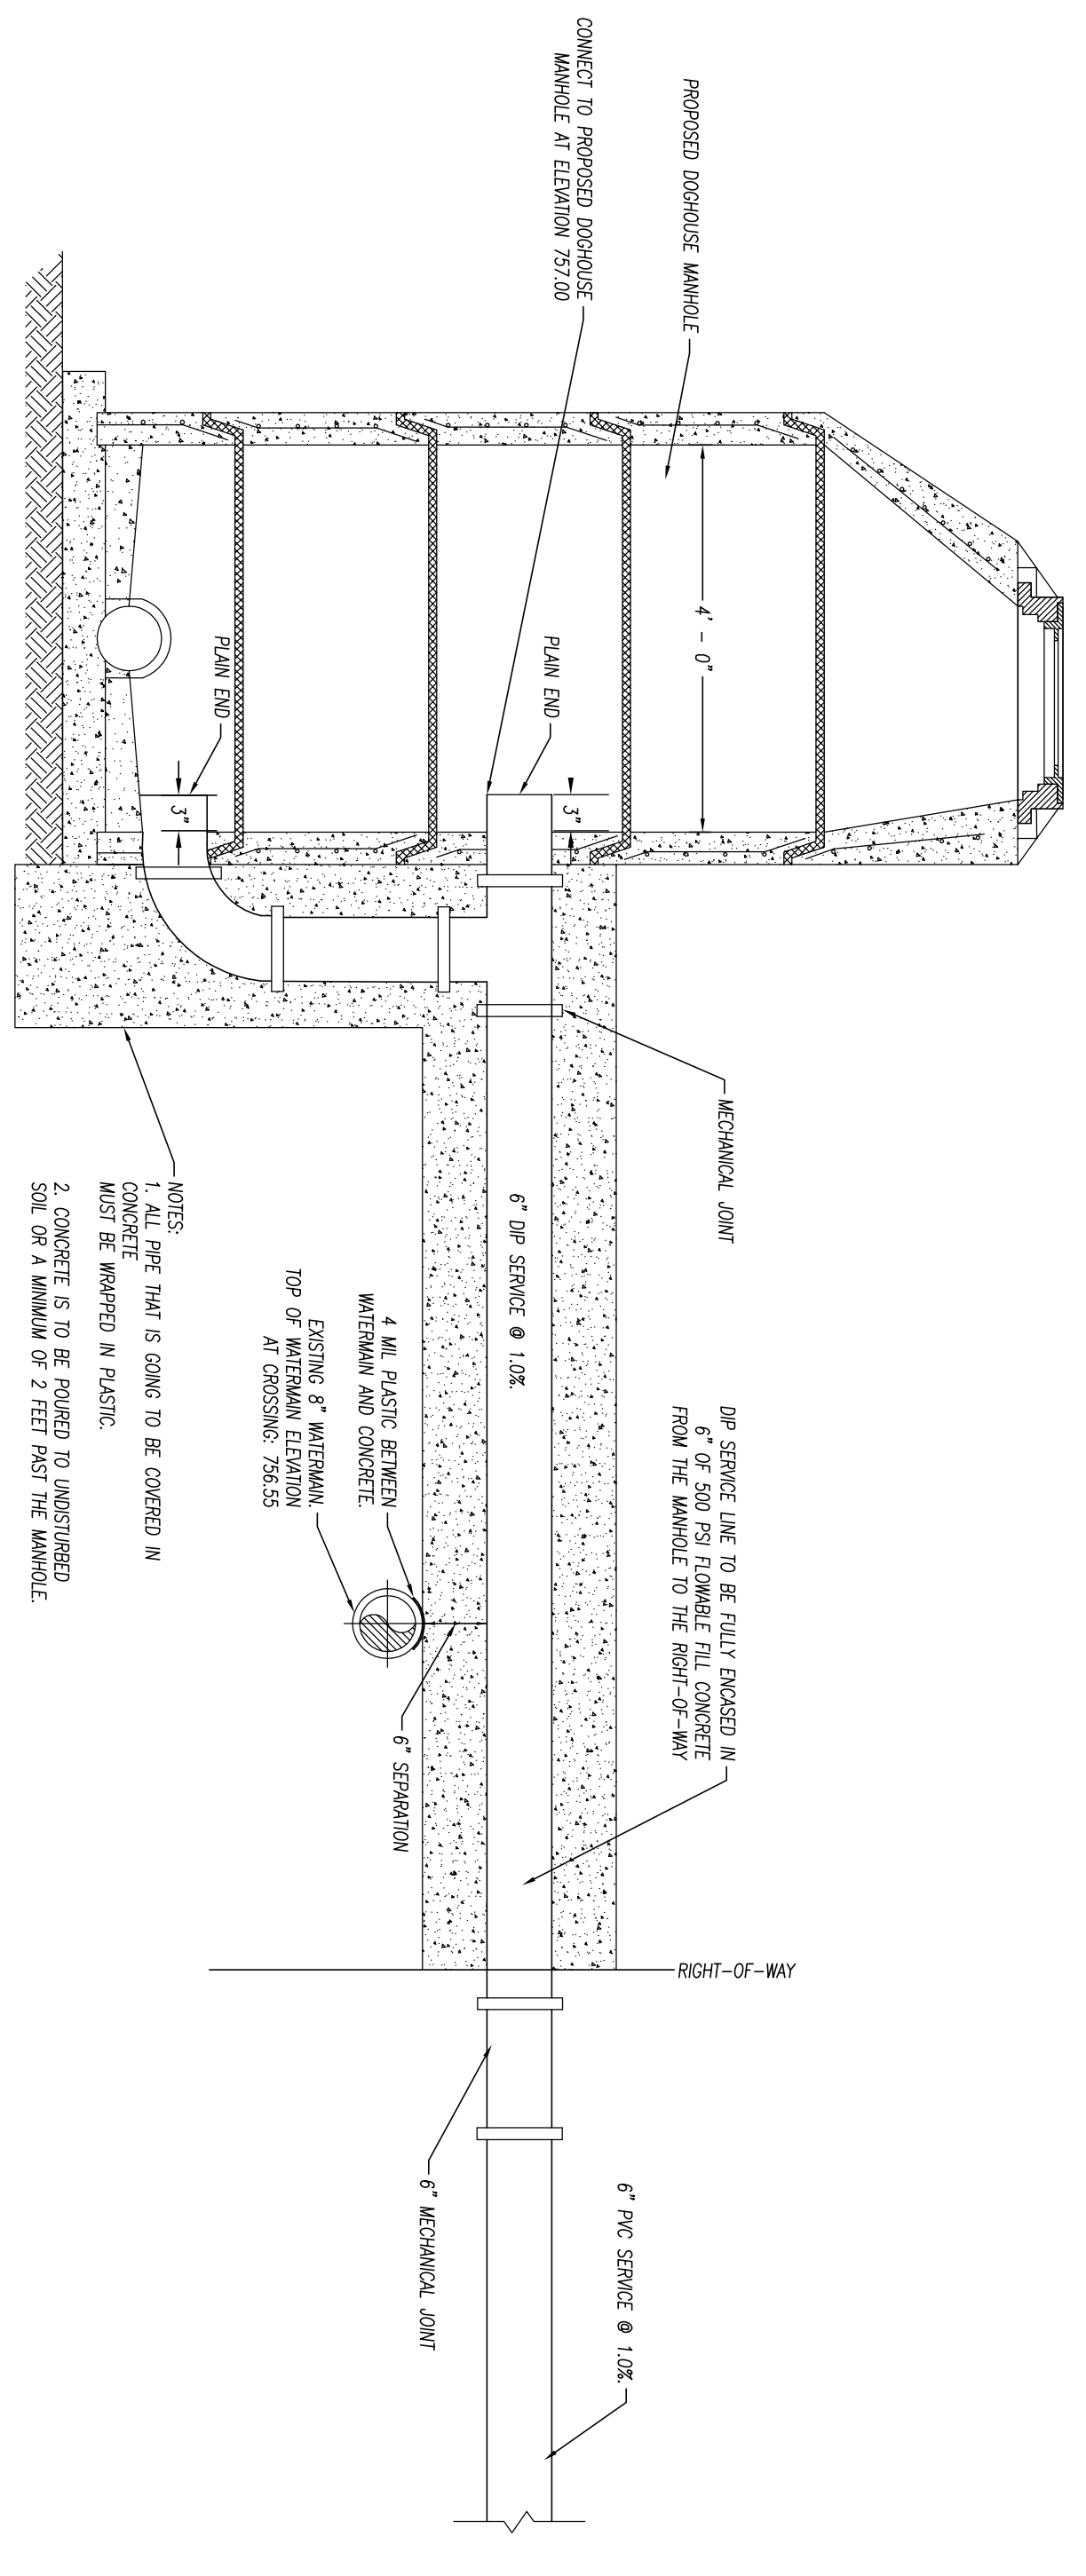 PROPOSED DOGHOUSE MANHOLE
CONNECT TO PROPOSED DOGHOUSE
MANHOLE AT ELEVATION 757.00
4' - 0"
PLAIN END
3"
PLAIN END
3"
MECHANICAL JOINT
6" DIP SERVICE @ 1.0%.
DIP SERVICE LINE TO BE FULLY ENCASED IN
6" OF 500 PSI FLOWABLE FILL CONCRETE
FROM THE MANHOLE TO THE RIGHT-OF-WAY
4 MIL PLASTIC BETWEEN
WATERMAIN AND CONCRETE.
EXISTING 8" WATERMAIN.
TOP OF WATERMAIN ELEVATION
AT CROSSING: 756.55
6" SEPARATION
NOTES:
1. ALL PIPE THAT IS GOING TO BE COVERED IN
CONCRETE
MUST BE WRAPPED IN PLASTIC.
2. CONCRETE IS TO BE POURED TO UNDISTURBED
SOIL OR A MINIMUM OF 2 FEET PAST THE MANHOLE.
RIGHT-OF-WAY
6" MECHANICAL JOINT
6" PVC SERVICE @ 1.0%.